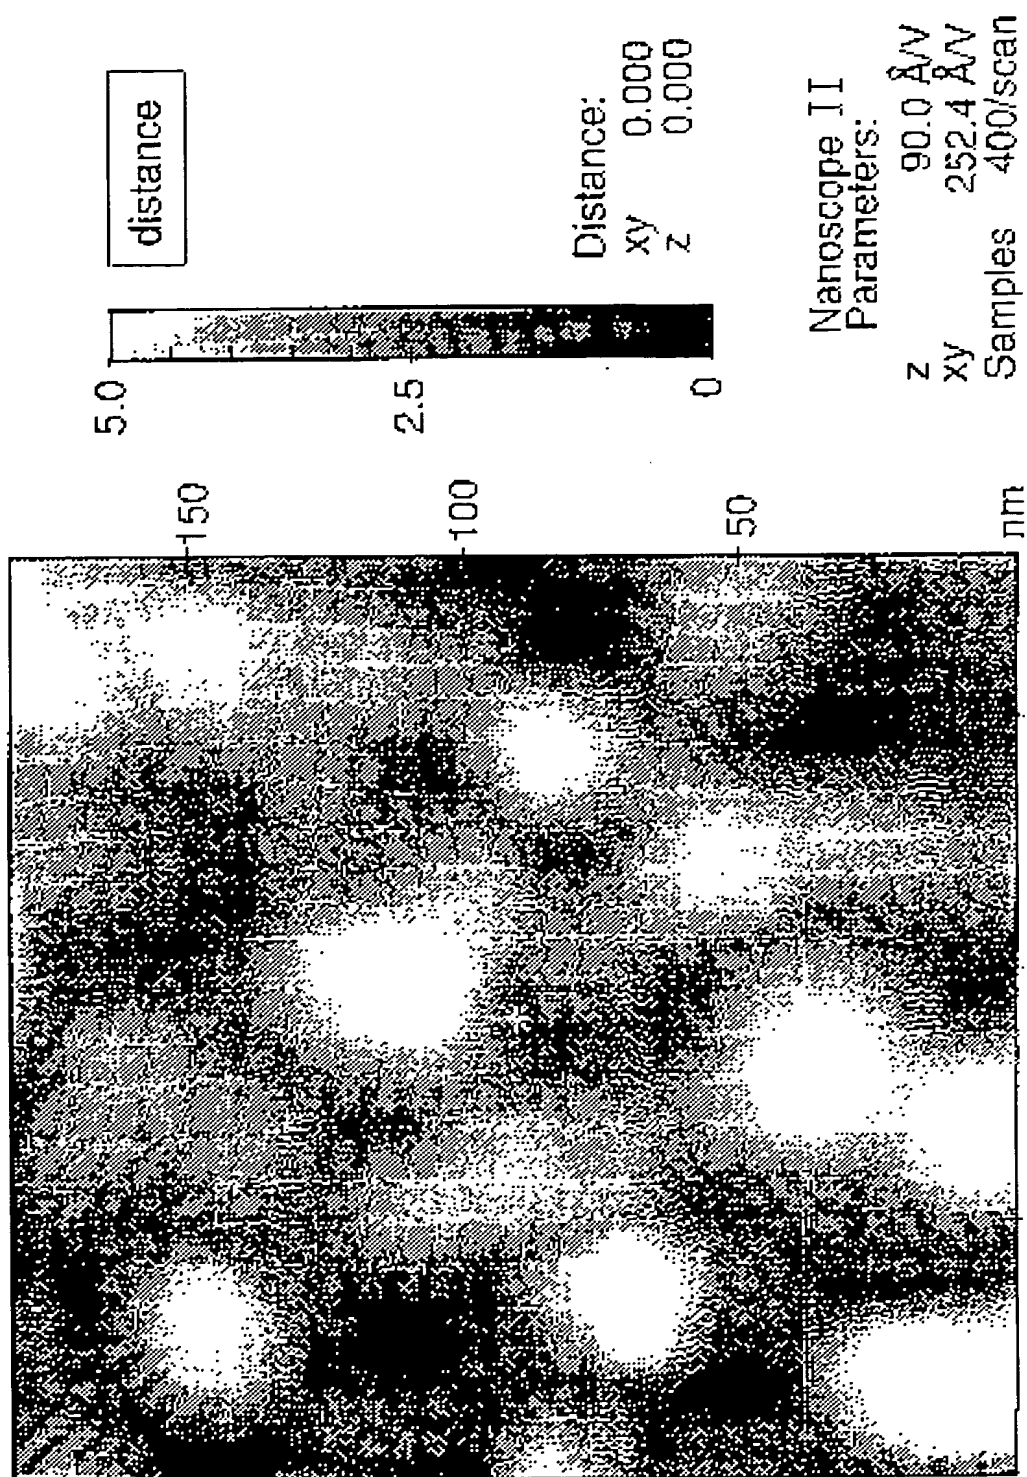 distance
5.0
2.5
0
Distance:
xy 0.000
z 0.000
150
100
50
nm
Nanoscope II
Parameters:
z 90.0 Å/V
xy 252.4 Å/V
Samples 400/scan